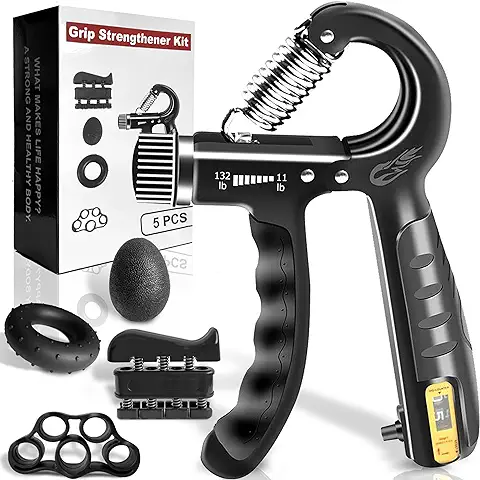 Grip Strengthener Kit
WHAT MAKES LIFE HAPPY?
A STRONG AND HEALTHY BODY.
5 PCS
132 11
lb lb